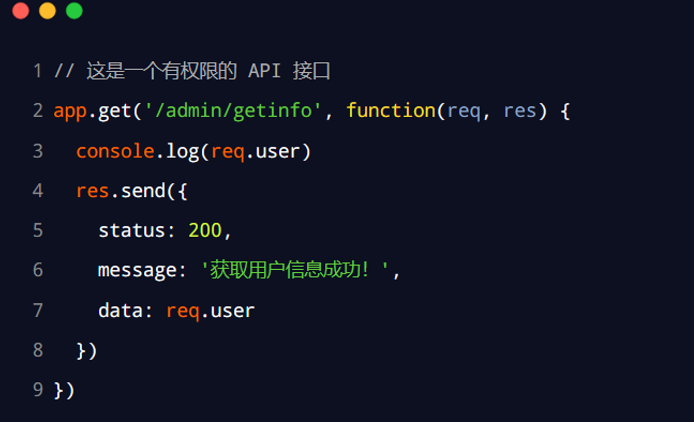 1 // 这是一个有权限的 API 接口
2 app.get('/admin/getinfo', function(req, res) {
3   console.log(req.user)
4   res.send({
5     status: 200,
6     message: '获取用户信息成功！',
7     data: req.user
8   })
9 })